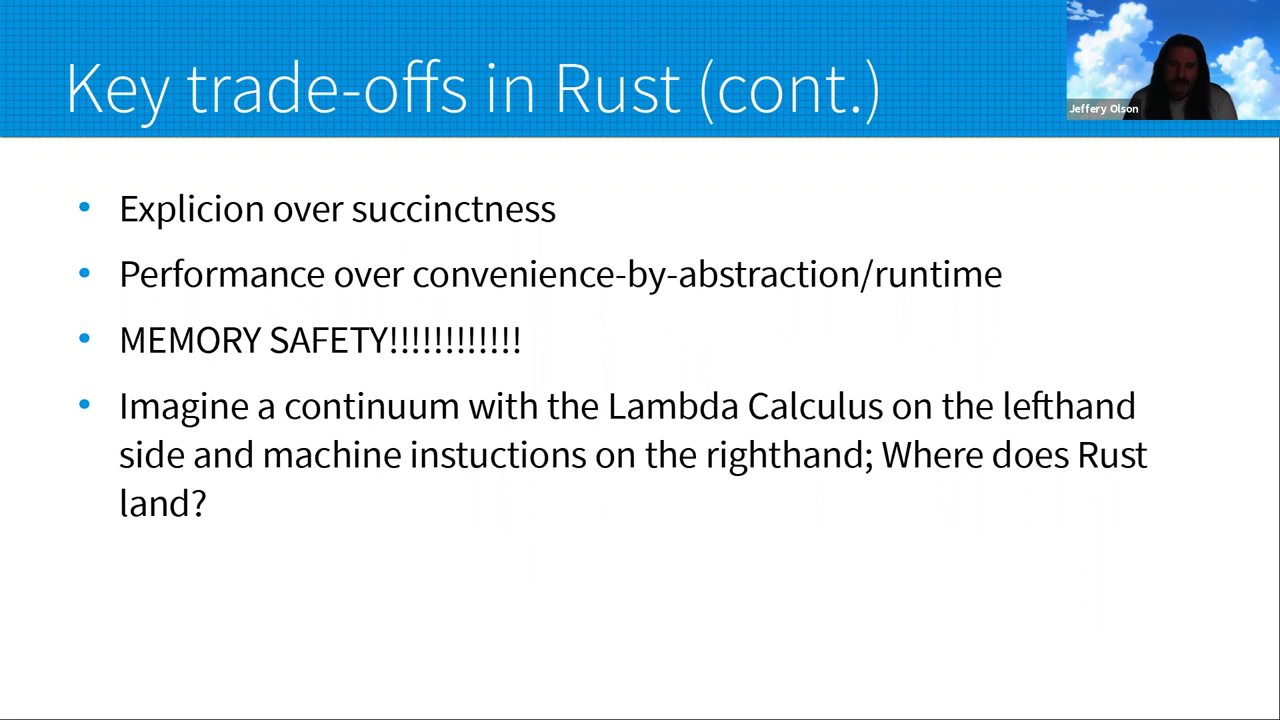 Key trade-offs in Rust (cont.)
Jeffery Olson
• Explicion over succinctness
• Performance over convenience-by-abstraction/runtime
• MEMORY SAFETY!!!!!!!!!!!!
• Imagine a continuum with the Lambda Calculus on the lefthand
side and machine instuctions on the righthand; Where does Rust
land?